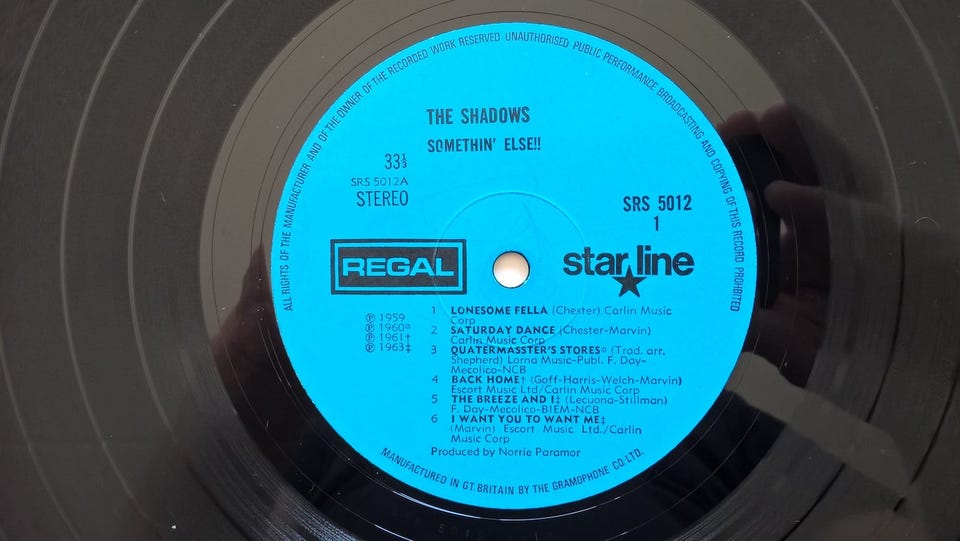 ALL RIGHTS OF THE MANUFACTURER AND OF THE OWNER OF THE RECORDED WORK RESERVED UNAUTHORISED PUBLIC PERFORMANCE BROADCASTING AND COPYING OF THIS RECORD PROHIBITED
THE SHADOWS
SOMETHIN' ELSE!!
33⅓
SRS 5012A
STEREO
SRS 5012
1
REGAL
star line
℗ 1959
℗ 1960°
℗ 1961†
℗ 1963‡
1 LONESOME FELLA (Chester) Carlin Music
Corp
2 SATURDAY DANCE (Chester-Marvin)
Carlin Music Corp
3 QUATERMASSTER'S STORES° (Trad. arr.
Shepherd) Lorna Music-Publ. F. Day-
Mecolico-NCB
4 BACK HOME† (Goff-Harris-Welch-Marvin)
Escort Music Ltd/Carlin Music Corp
5 THE BREEZE AND I‡ (Lecuona-Stillman)
F. Day-Mecolico-BIEM-NCB
6 I WANT YOU TO WANT ME‡
(Marvin) Escort Music Ltd./Carlin
Music Corp
Produced by Norrie Paramor
MANUFACTURED IN GT. BRITAIN BY THE GRAMOPHONE CO. LTD.